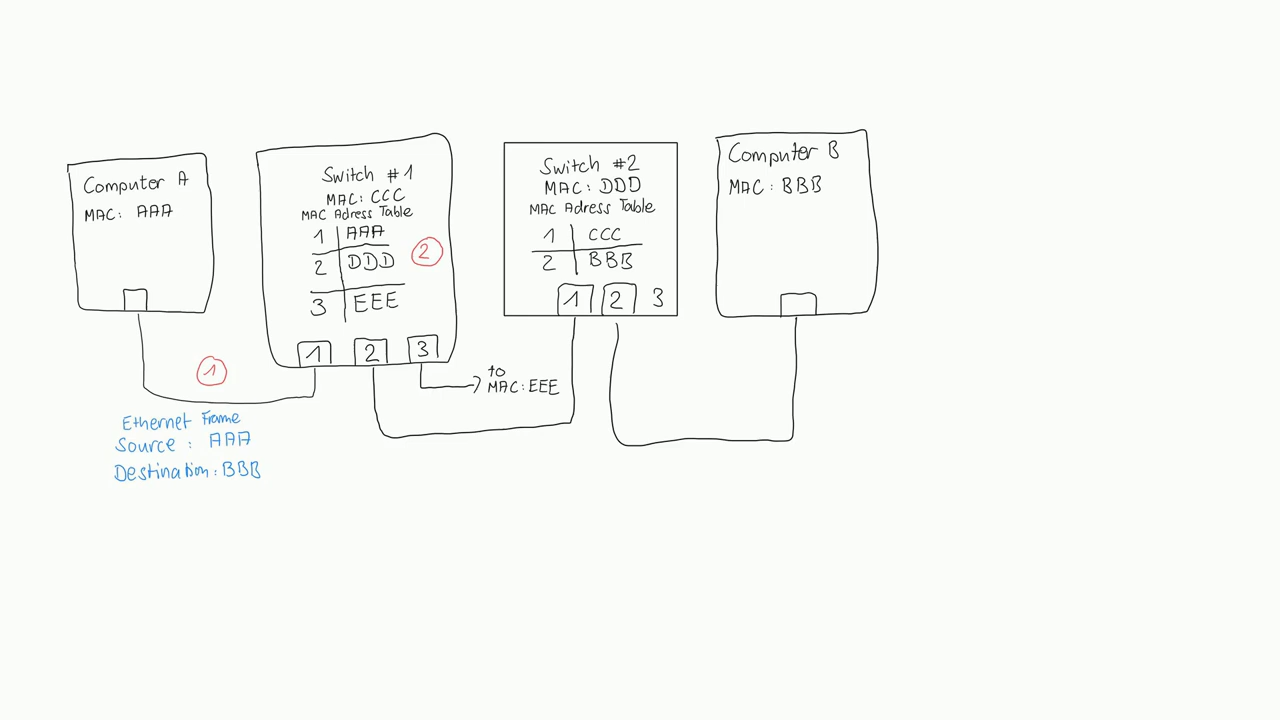 Computer A
MAC: AAA
Switch #1
MAC: CCC
MAC Adress Table
1 AAA
2 DDD
3 EEE
2
1 2 3
to
MAC: EEE
Switch #2
MAC: DDD
MAC Adress Table
1 CCC
2 BBB
1 2 3
Computer B
MAC: BBB
1
Ethernet Frame
Source: AAA
Destination: BBB